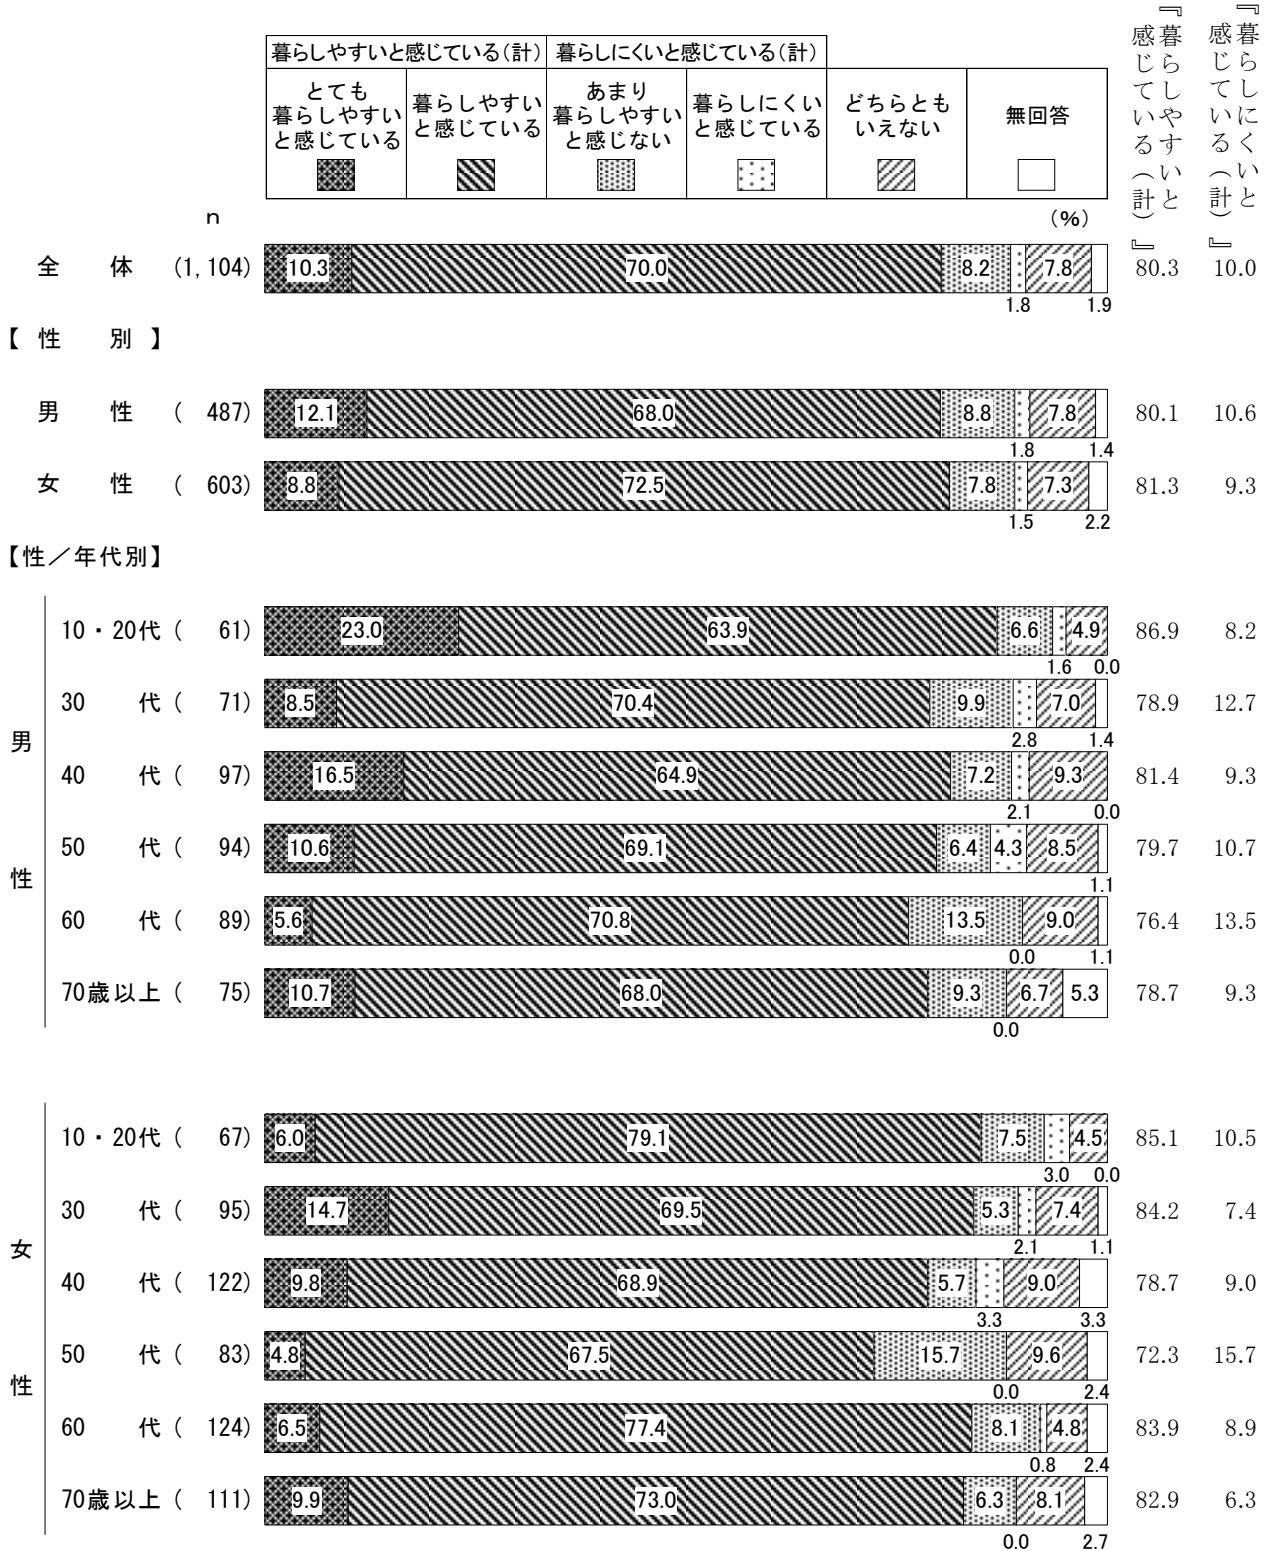 『暮らしやすいと
感じている（計）』
『暮らしにくいと
感じている（計）』
暮らしやすいと感じている（計） 暮らしにくいと感じている（計）
とても
暮らしやすい
と感じている
暮らしやすい
と感じている
あまり
暮らしやすい
と感じない
暮らしにくい
と感じている
どちらとも
いえない
無回答
n （%）
全 体 (1,104) 10.3 70.0 8.2 7.8 80.3 10.0
1.8 1.9
【 性 別 】
男 性 ( 487) 12.1 68.0 8.8 7.8 80.1 10.6
1.8 1.4
女 性 ( 603) 8.8 72.5 7.8 7.3 81.3 9.3
1.5 2.2
【性／年代別】
男 性
10・20代 ( 61) 23.0 63.9 6.6 4.9 86.9 8.2
1.6 0.0
30 代 ( 71) 8.5 70.4 9.9 7.0 78.9 12.7
2.8 1.4
40 代 ( 97) 16.5 64.9 7.2 9.3 81.4 9.3
2.1 0.0
50 代 ( 94) 10.6 69.1 6.4 4.3 8.5 79.7 10.7
1.1
60 代 ( 89) 5.6 70.8 13.5 9.0 76.4 13.5
0.0 1.1
70歳以上 ( 75) 10.7 68.0 9.3 6.7 5.3 78.7 9.3
0.0
女 性
10・20代 ( 67) 6.0 79.1 7.5 4.5 85.1 10.5
3.0 0.0
30 代 ( 95) 14.7 69.5 5.3 7.4 84.2 7.4
2.1 1.1
40 代 ( 122) 9.8 68.9 5.7 9.0 78.7 9.0
3.3 3.3
50 代 ( 83) 4.8 67.5 15.7 9.6 72.3 15.7
0.0 2.4
60 代 ( 124) 6.5 77.4 8.1 4.8 83.9 8.9
0.8 2.4
70歳以上 ( 111) 9.9 73.0 6.3 8.1 82.9 6.3
0.0 2.7